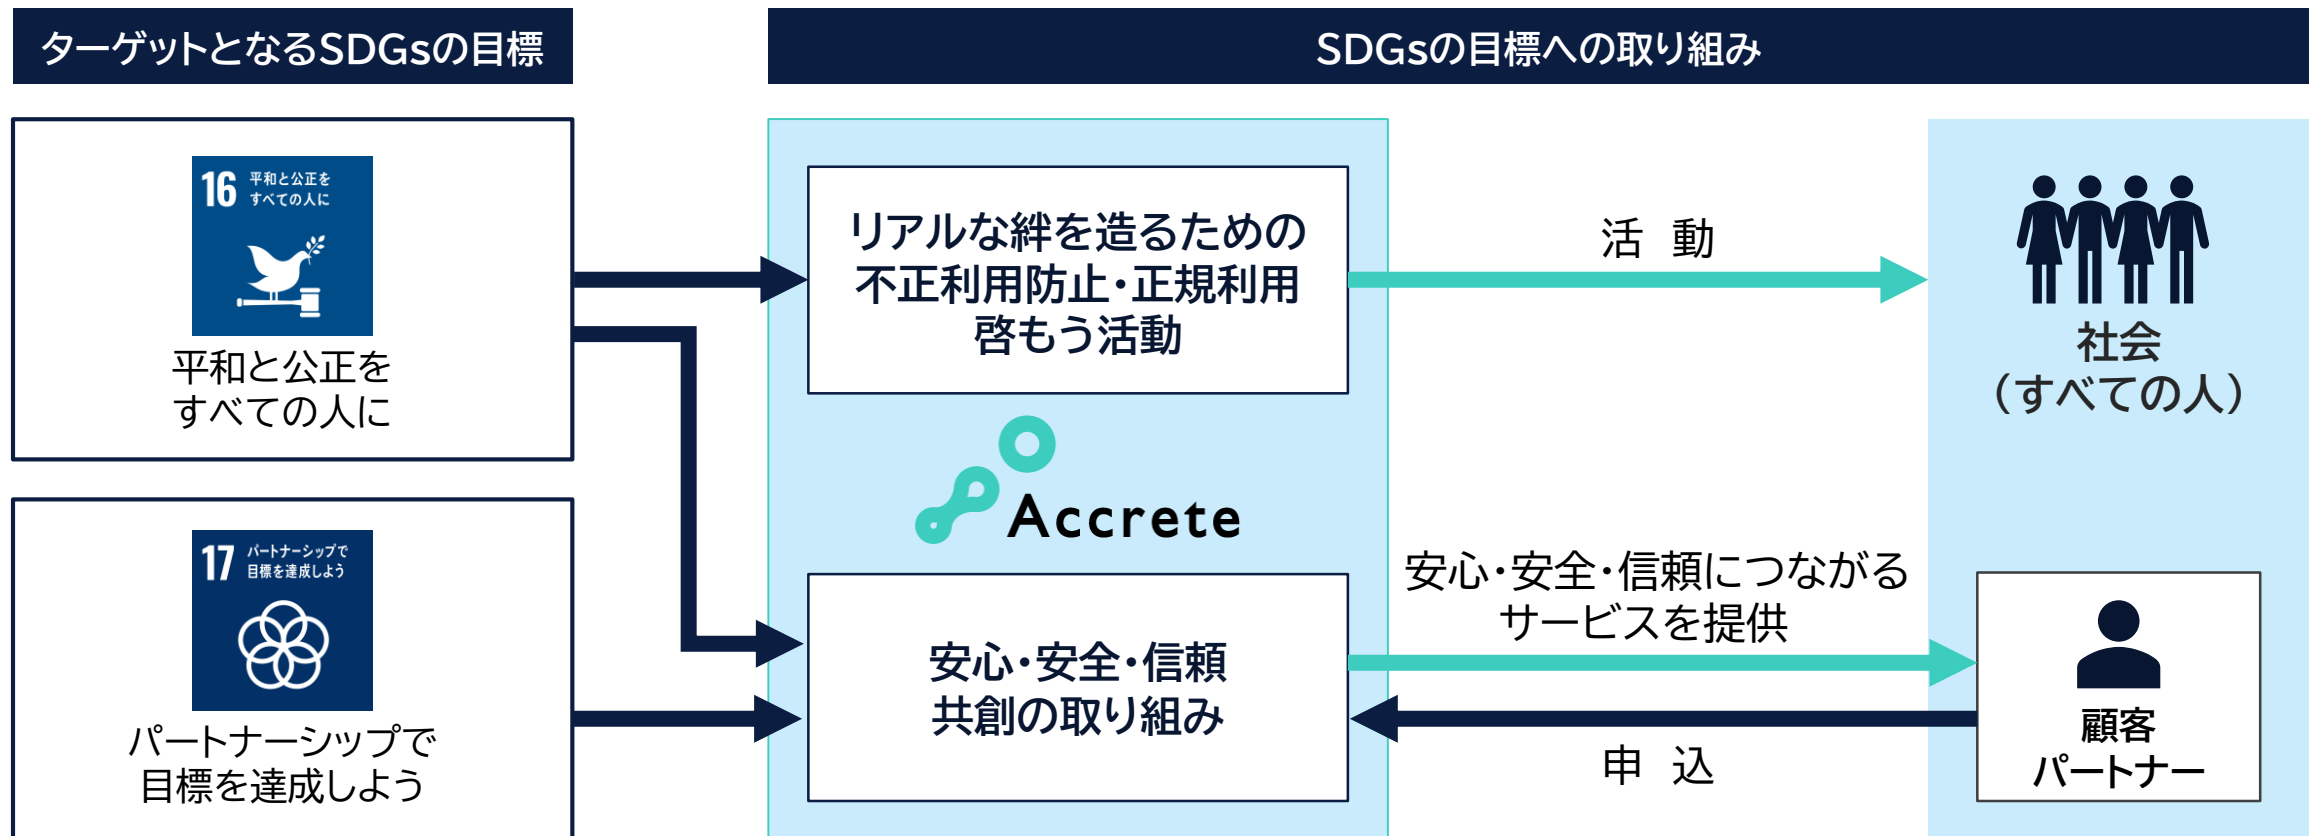 ターゲットとなるSDGsの目標
SDGsの目標への取り組み
16 平和と公正を
すべての人に
平和と公正を
すべての人に
17 パートナーシップで
目標を達成しよう
パートナーシップで
目標を達成しよう
リアルな絆を造るための
不正利用防止・正規利用
啓もう活動
Accrete
安心・安全・信頼
共創の取り組み
活 動
安心・安全・信頼につながる
サービスを提供
申 込
社会
（すべての人）
顧客
パートナー